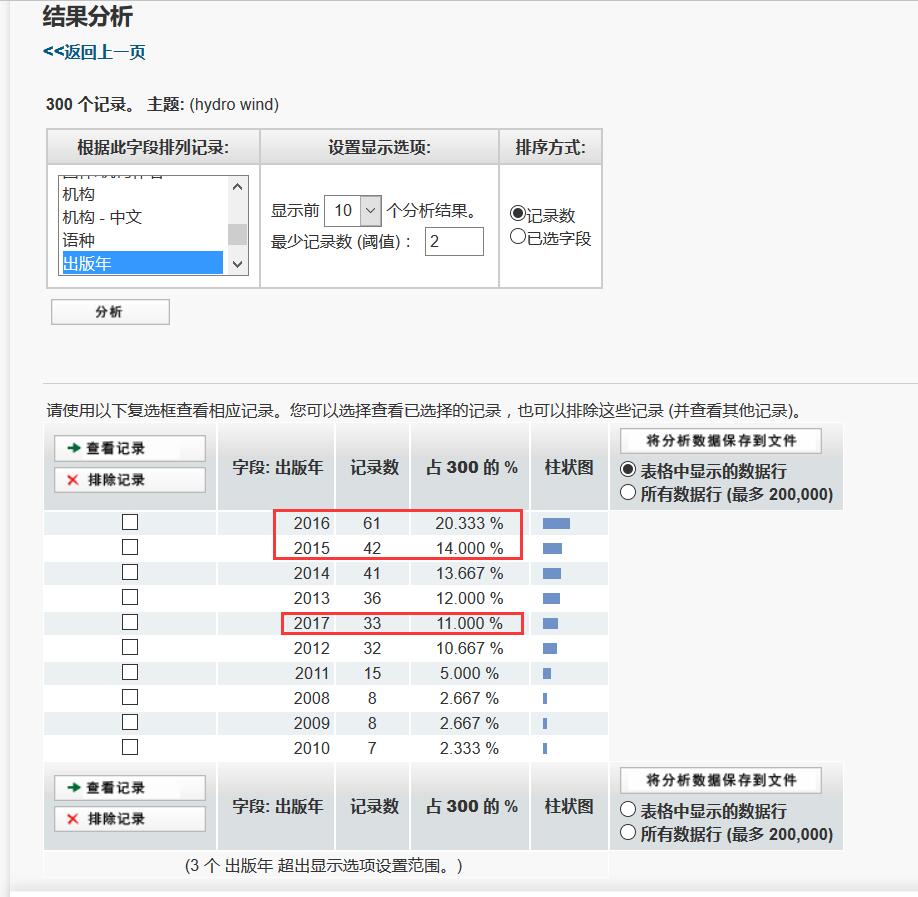 结果分析
<<返回上一页
300 个记录。 主题: (hydro wind)
根据此字段排列记录: 设置显示选项: 排序方式:
机构
机构 - 中文
语种
出版年
显示前 10 个分析结果。
最少记录数 (阈值)： 2
记录数
已选字段
分析
请使用以下复选框查看相应记录。您可以选择查看已选择的记录，也可以排除这些记录 (并查看其他记录)。
查看记录
排除记录
字段: 出版年 记录数 占 300 的 % 柱状图
将分析数据保存到文件
表格中显示的数据行
所有数据行 (最多 200,000)
2016 61 20.333 %
2015 42 14.000 %
2014 41 13.667 %
2013 36 12.000 %
2017 33 11.000 %
2012 32 10.667 %
2011 15 5.000 %
2008 8 2.667 %
2009 8 2.667 %
2010 7 2.333 %
查看记录
排除记录
字段: 出版年 记录数 占 300 的 % 柱状图
将分析数据保存到文件
表格中显示的数据行
所有数据行 (最多 200,000)
(3 个 出版年 超出显示选项设置范围。)